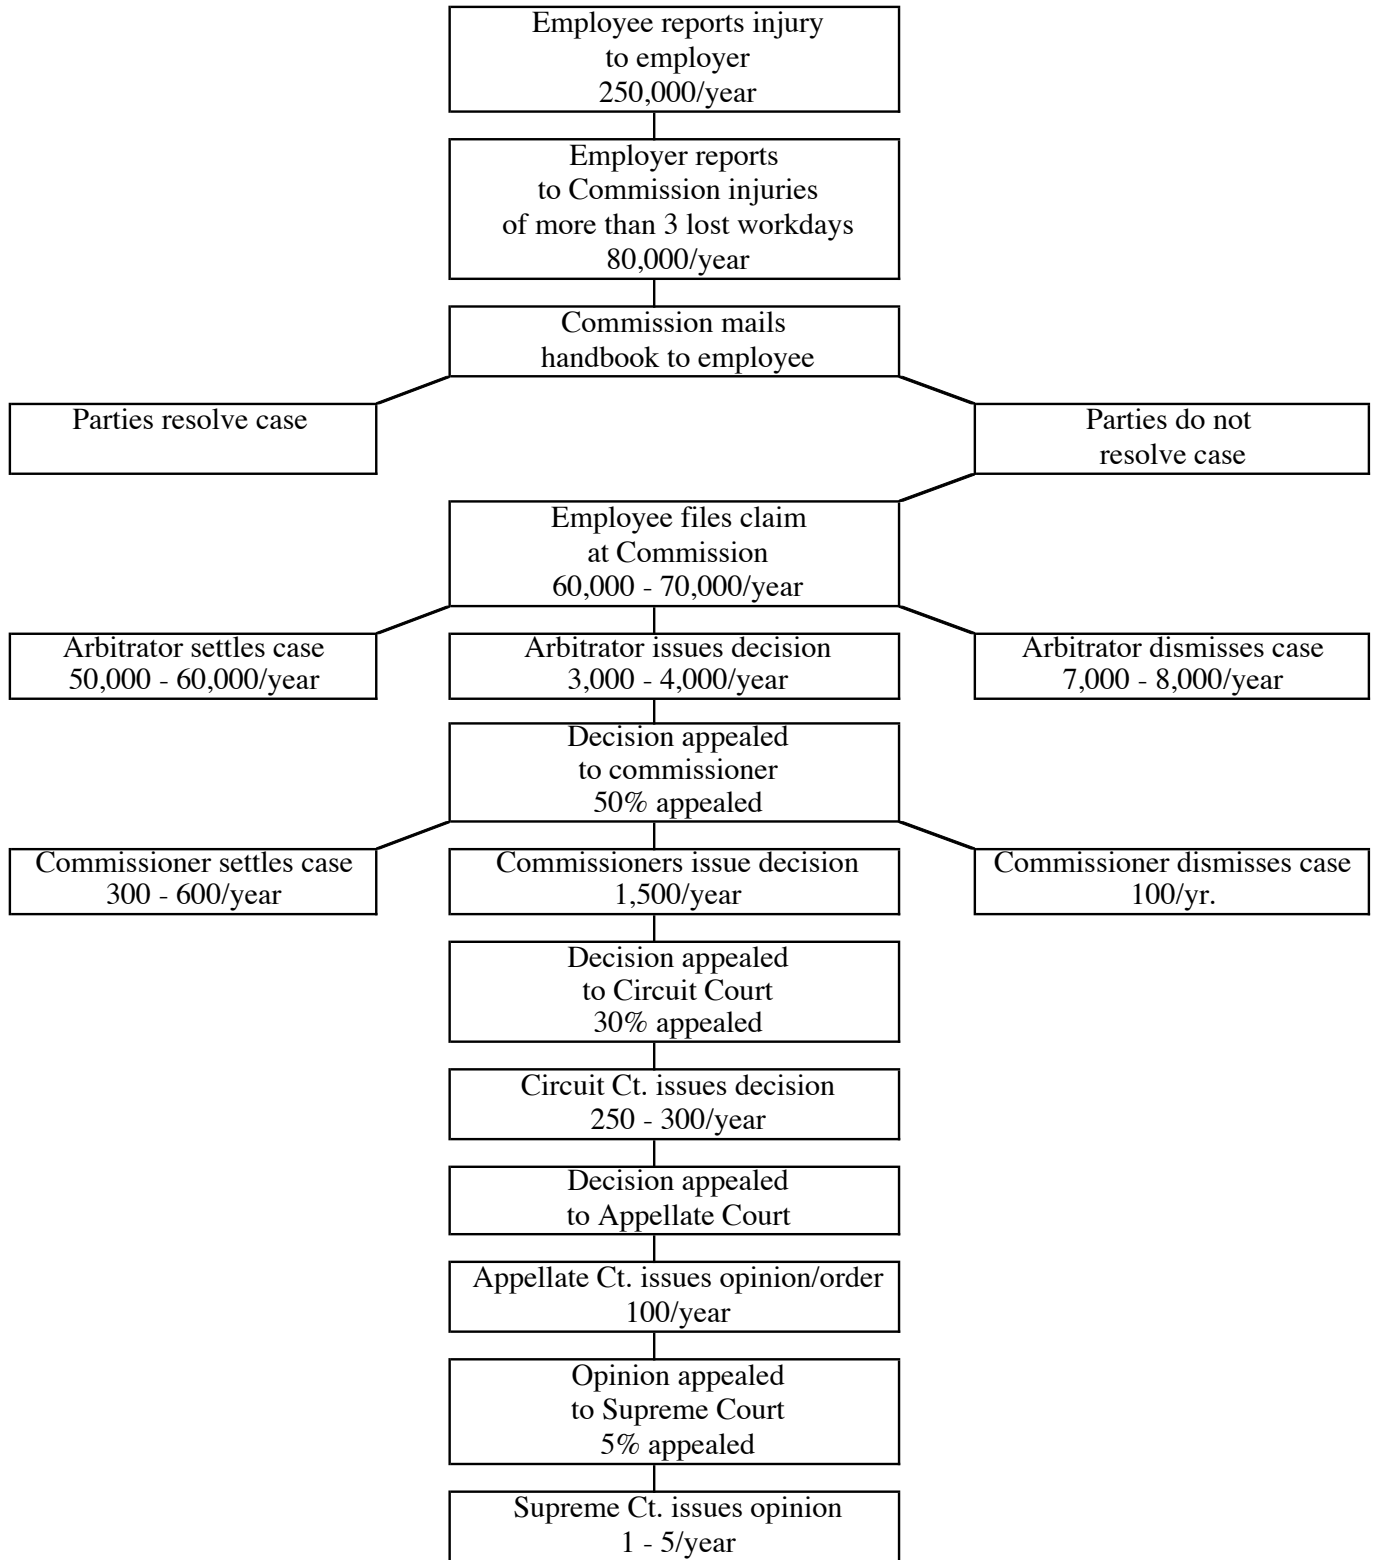 Employee reports injury
to employer
250,000/year
Employer reports
to Commission injuries
of more than 3 lost workdays
80,000/year
Commission mails
handbook to employee
Parties resolve case
Parties do not
resolve case
Employee files claim
at Commission
60,000 - 70,000/year
Arbitrator settles case
50,000 - 60,000/year
Arbitrator issues decision
3,000 - 4,000/year
Arbitrator dismisses case
7,000 - 8,000/year
Decision appealed
to commissioner
50% appealed
Commissioner settles case
300 - 600/year
Commissioners issue decision
1,500/year
Commissioner dismisses case
100/yr.
Decision appealed
to Circuit Court
30% appealed
Circuit Ct. issues decision
250 - 300/year
Decision appealed
to Appellate Court
Appellate Ct. issues opinion/order
100/year
Opinion appealed
to Supreme Court
5% appealed
Supreme Ct. issues opinion
1 - 5/year